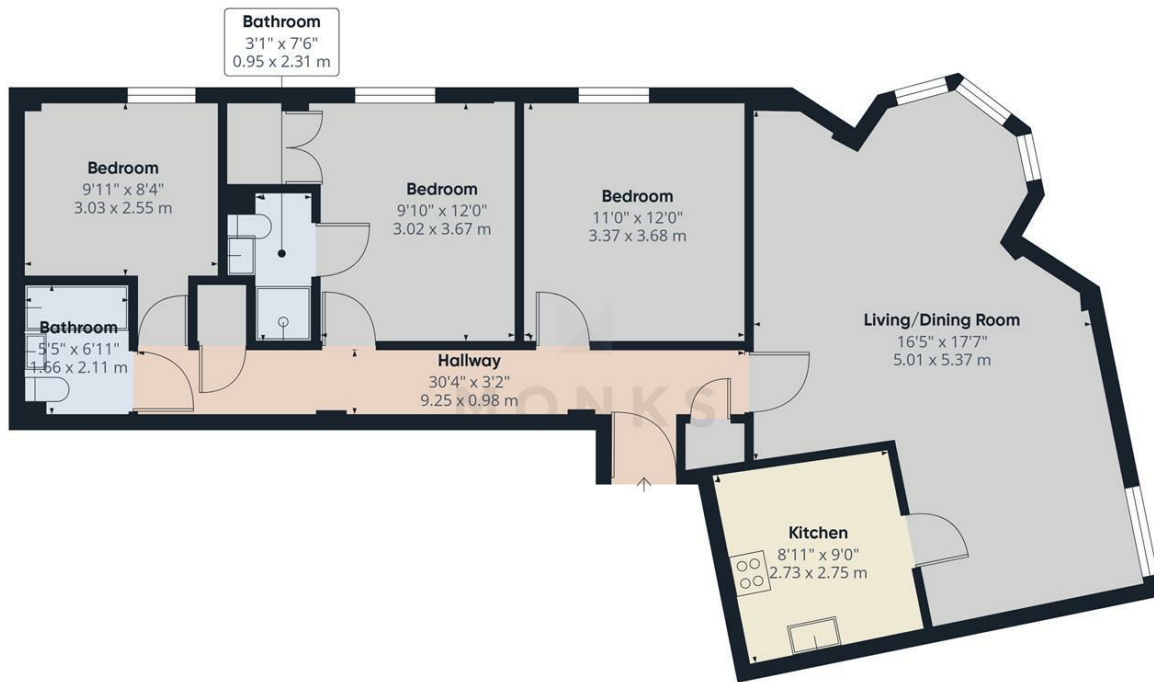 Bathroom
3'1" x 7'6"
0.95 x 2.31 m
Bedroom
9'11" x 8'4"
3.03 x 2.55 m
Bedroom
9'10" x 12'0"
3.02 x 3.67 m
Bedroom
11'0" x 12'0"
3.37 x 3.68 m
Living/Dining Room
16'5" x 17'7"
5.01 x 5.37 m
Bathroom
5'5" x 6'11"
1.66 x 2.11 m
Hallway
30'4" x 3'2"
9.25 x 0.98 m
MONKS
Kitchen
8'11" x 9'0"
2.73 x 2.75 m